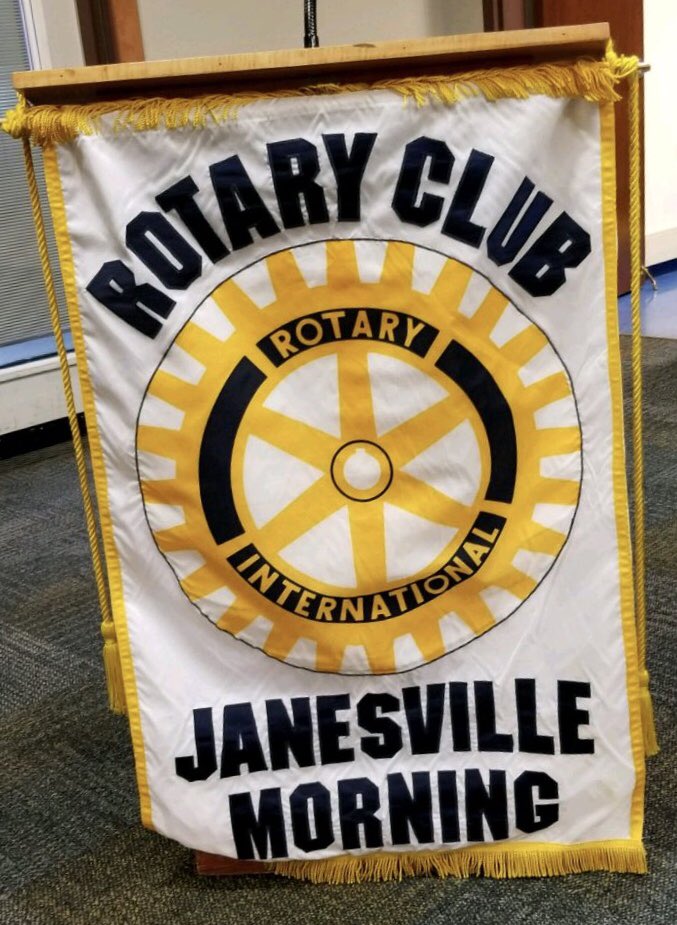 ROTARY CLUB
ROTARY
INTERNATIONAL
JANESVILLE
MORNING